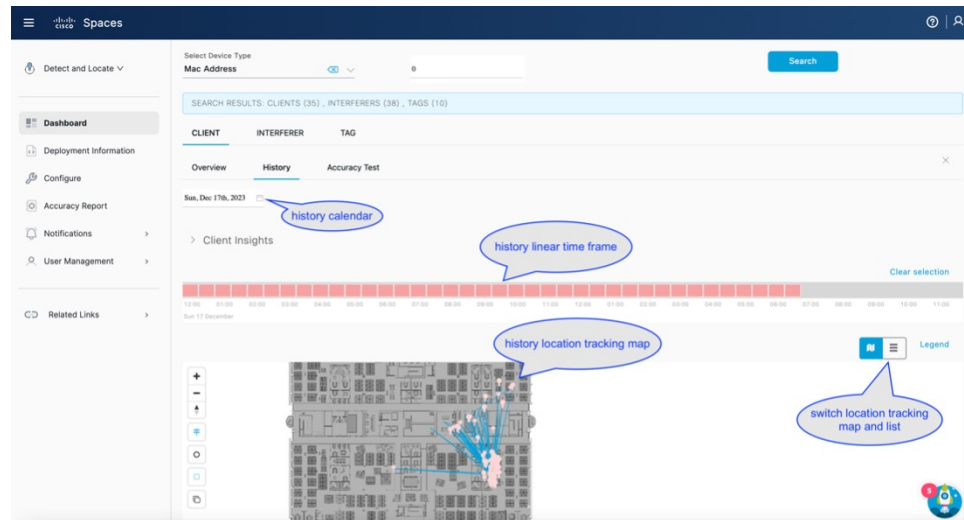 cisco Spaces
Detect and Locate
Dashboard
Deployment Information
Configure
Accuracy Report
Notifications
User Management
Related Links
Select Device Type
Mac Address
0
Search
SEARCH RESULTS: CLIENTS (35) , INTERFERERS (38) , TAGS (10)
CLIENT INTERFERER TAG
Overview History Accuracy Test
Sun, Dec 17th, 2023
history calendar
Client Insights
history linear time frame
Clear selection
12:00 01:00 02:00 03:00 04:00 05:00 06:00 07:00 08:00 09:00 10:00 11:00 12:00 01:00 02:00 03:00 04:00 05:00 06:00 07:00 08:00 09:00 10:00 11:00
Sun 17 December
history location tracking map
Legend
switch location tracking
map and list
5